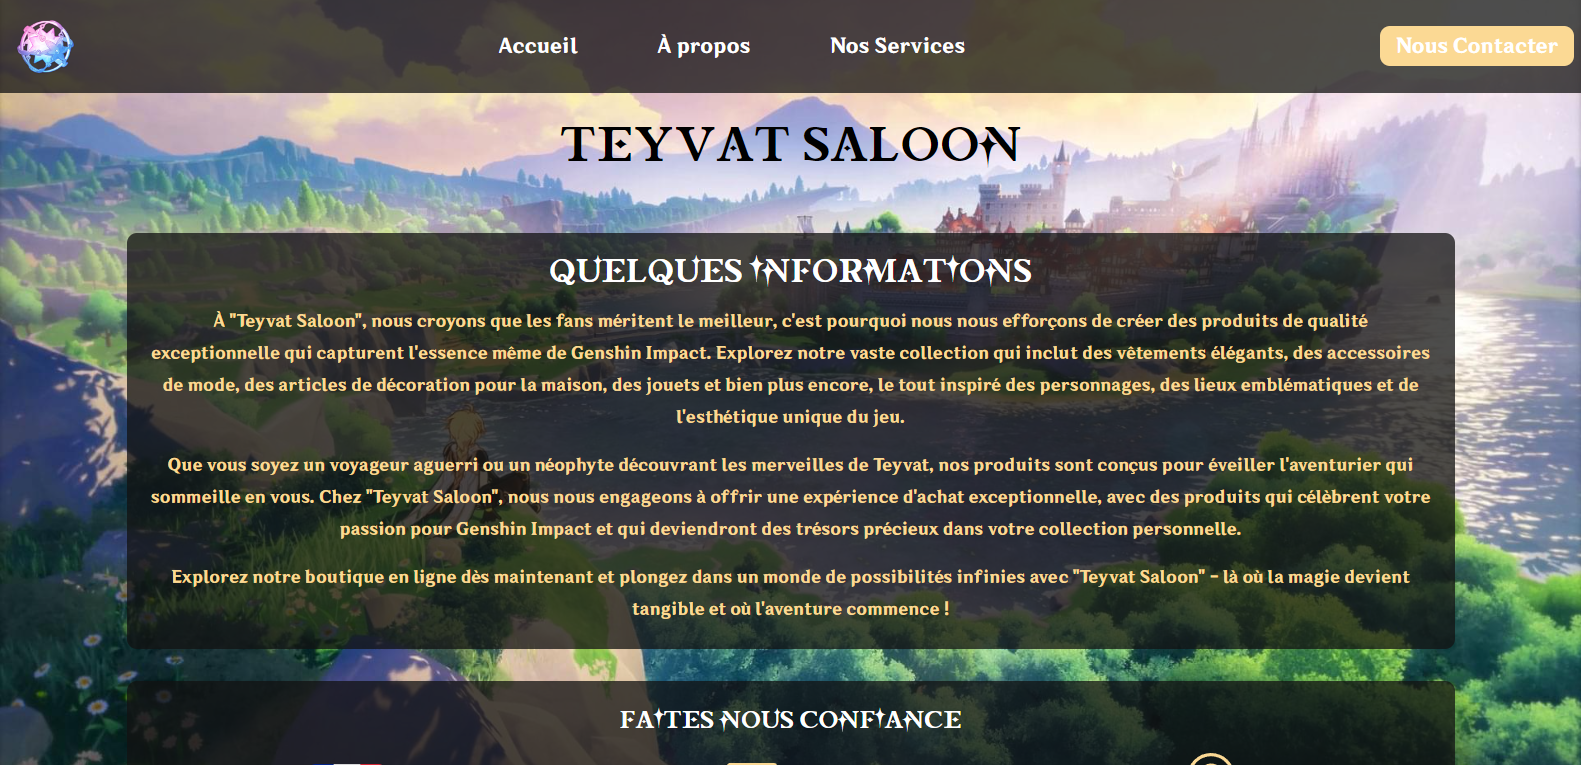 Accueil
À propos
Nos Services
Nous Contacter
TEYVAT SALOON
QUELQUES INFORMATIONS
À "Teyvat Saloon", nous croyons que les fans méritent le meilleur, c'est pourquoi nous nous efforçons de créer des produits de qualité
exceptionnelle qui capturent l'essence même de Genshin Impact. Explorez notre vaste collection qui inclut des vêtements élégants, des accessoires
de mode, des articles de décoration pour la maison, des jouets et bien plus encore, le tout inspiré des personnages, des lieux emblématiques et de
l'esthétique unique du jeu.
Que vous soyez un voyageur aguerri ou un néophyte découvrant les merveilles de Teyvat, nos produits sont conçus pour éveiller l'aventurier qui
sommeille en vous. Chez "Teyvat Saloon", nous nous engageons à offrir une expérience d'achat exceptionnelle, avec des produits qui célèbrent votre
passion pour Genshin Impact et qui deviendront des trésors précieux dans votre collection personnelle.
Explorez notre boutique en ligne dès maintenant et plongez dans un monde de possibilités infinies avec "Teyvat Saloon" - là où la magie devient
tangible et où l'aventure commence !
FAITES NOUS CONFIANCE